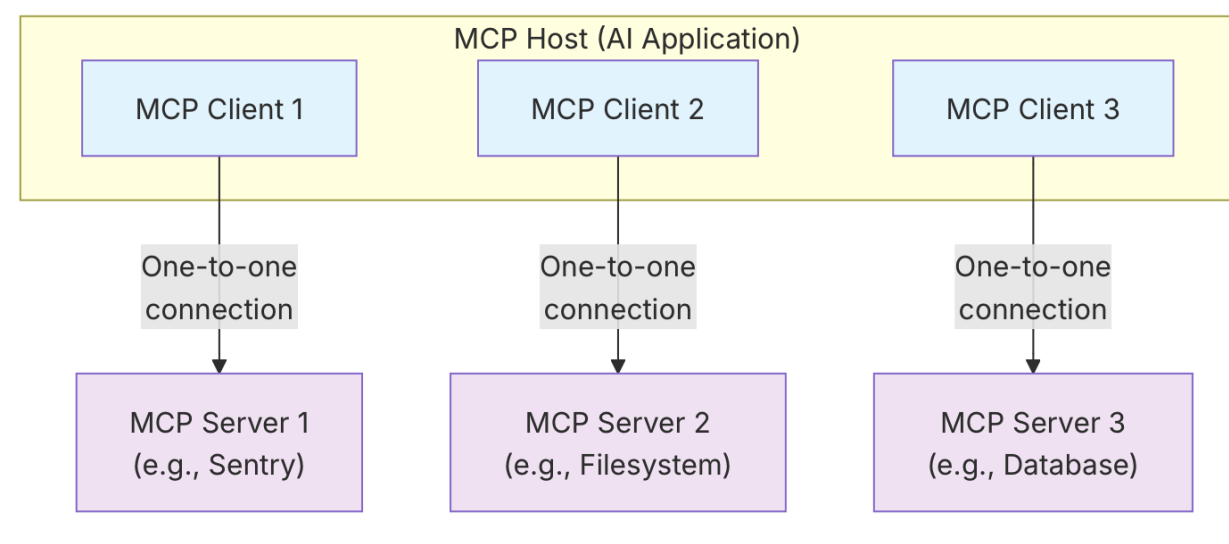 MCP Host (AI Application)
MCP Client 1
MCP Client 2
MCP Client 3
One-to-one
connection
One-to-one
connection
One-to-one
connection
MCP Server 1
(e.g., Sentry)
MCP Server 2
(e.g., Filesystem)
MCP Server 3
(e.g., Database)